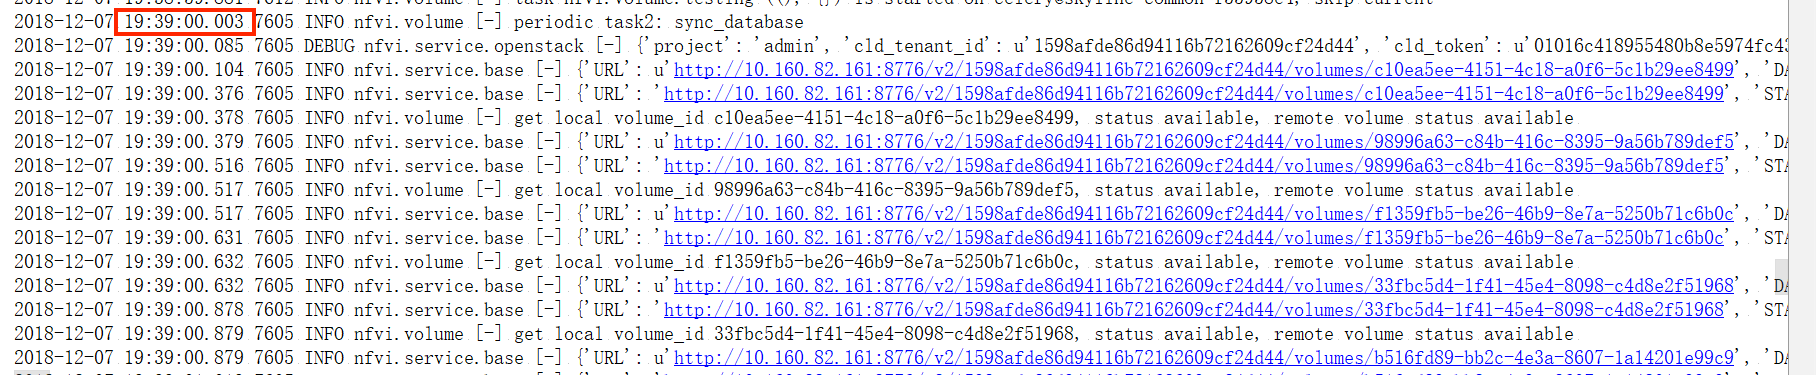 2018-12-07 19:39:00.003 7605 INFO nfvi.volume [-] periodic task2: sync_database
2018-12-07 19:39:00.085 7605 DEBUG nfvi.service.openstack [-] {'project': 'admin', 'cld_tenant_id': u'1598afde86d94116b72162609cf24d44', 'cld_token': u'01016c418955480b8e5974fc43
2018-12-07 19:39:00.104 7605 INFO nfvi.service.base [-] {'URL': u'http://10.160.82.161:8776/v2/1598afde86d94116b72162609cf24d44/volumes/c10ea5ee-4151-4c18-a0f6-5c1b29ee8499', 'DA
2018-12-07 19:39:00.376 7605 INFO nfvi.service.base [-] {'URL': 'http://10.160.82.161:8776/v2/1598afde86d94116b72162609cf24d44/volumes/c10ea5ee-4151-4c18-a0f6-5c1b29ee8499', 'STA
2018-12-07 19:39:00.378 7605 INFO nfvi.volume [-] get local volume_id c10ea5ee-4151-4c18-a0f6-5c1b29ee8499, status available, remote volume status available
2018-12-07 19:39:00.379 7605 INFO nfvi.service.base [-] {'URL': u'http://10.160.82.161:8776/v2/1598afde86d94116b72162609cf24d44/volumes/98996a63-c84b-416c-8395-9a56b789def5', 'DA
2018-12-07 19:39:00.516 7605 INFO nfvi.service.base [-] {'URL': 'http://10.160.82.161:8776/v2/1598afde86d94116b72162609cf24d44/volumes/98996a63-c84b-416c-8395-9a56b789def5', 'STA
2018-12-07 19:39:00.517 7605 INFO nfvi.volume [-] get local volume_id 98996a63-c84b-416c-8395-9a56b789def5, status available, remote volume status available
2018-12-07 19:39:00.517 7605 INFO nfvi.service.base [-] {'URL': u'http://10.160.82.161:8776/v2/1598afde86d94116b72162609cf24d44/volumes/f1359fb5-be26-46b9-8e7a-5250b71c6b0c', 'DA
2018-12-07 19:39:00.631 7605 INFO nfvi.service.base [-] {'URL': 'http://10.160.82.161:8776/v2/1598afde86d94116b72162609cf24d44/volumes/f1359fb5-be26-46b9-8e7a-5250b71c6b0c', 'STA
2018-12-07 19:39:00.632 7605 INFO nfvi.volume [-] get local volume_id f1359fb5-be26-46b9-8e7a-5250b71c6b0c, status available, remote volume status available
2018-12-07 19:39:00.632 7605 INFO nfvi.service.base [-] {'URL': u'http://10.160.82.161:8776/v2/1598afde86d94116b72162609cf24d44/volumes/33fbc5d4-1f41-45e4-8098-c4d8e2f51968', 'DA
2018-12-07 19:39:00.878 7605 INFO nfvi.service.base [-] {'URL': 'http://10.160.82.161:8776/v2/1598afde86d94116b72162609cf24d44/volumes/33fbc5d4-1f41-45e4-8098-c4d8e2f51968', 'STA
2018-12-07 19:39:00.879 7605 INFO nfvi.volume [-] get local volume_id 33fbc5d4-1f41-45e4-8098-c4d8e2f51968, status available, remote volume status available
2018-12-07 19:39:00.879 7605 INFO nfvi.service.base [-] {'URL': u'http://10.160.82.161:8776/v2/1598afde86d94116b72162609cf24d44/volumes/b516fd89-bb2c-4e3a-8607-1a14201e99c9', 'DA